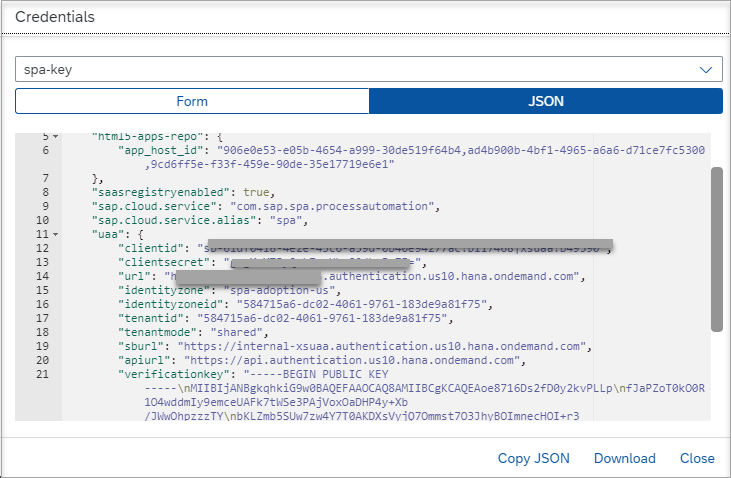 Credentials
spa-key
Form JSON
5 "html5-apps-repo": {
6 "app_host_id": "906e0e53-e05b-4654-a999-30de519f64b4,ad4b900b-4bf1-4965-a6a6-d71ce7fc5300
,9cd6ff5e-f33f-459e-90de-35e17719e6e1"
7 },
8 "saasregistryenabled": true,
9 "sap.cloud.service": "com.sap.spa.processautomation",
10 "sap.cloud.service.alias": "spa",
11 "uaa": {
12 "clientid":
13 "clientsecret":
14 "url": "h .authentication.us10.hana.ondemand.com",
15 "identityzone": "spa-adoption-us",
16 "identityzoneid": "584715a6-dc02-4061-9761-183de9a81f75",
17 "tenantid": "584715a6-dc02-4061-9761-183de9a81f75",
18 "tenantmode": "shared",
19 "sburl": "https://internal-xsuaa.authentication.us10.hana.ondemand.com",
20 "apiurl": "https://api.authentication.us10.hana.ondemand.com",
21 "verificationkey": "-----BEGIN PUBLIC KEY
-----\nMIIBIjANBgkqhkiG9w0BAQEFAAOCAQ8AMIIBCgKCAQEAoe8716Ds2fD0y2kvPLLp\nfJaPZoT0kO0R
1O4wddmIy9emceUAFk7tWSe3PAjVoxOaDHP4y+Xb
/JWwOhpzzzTY\nbKLZmb5SUw7zw4Y7T0AKDXsVyjQ7Ommst7O3JhyBOImnecHOI+r3
Copy JSON Download Close